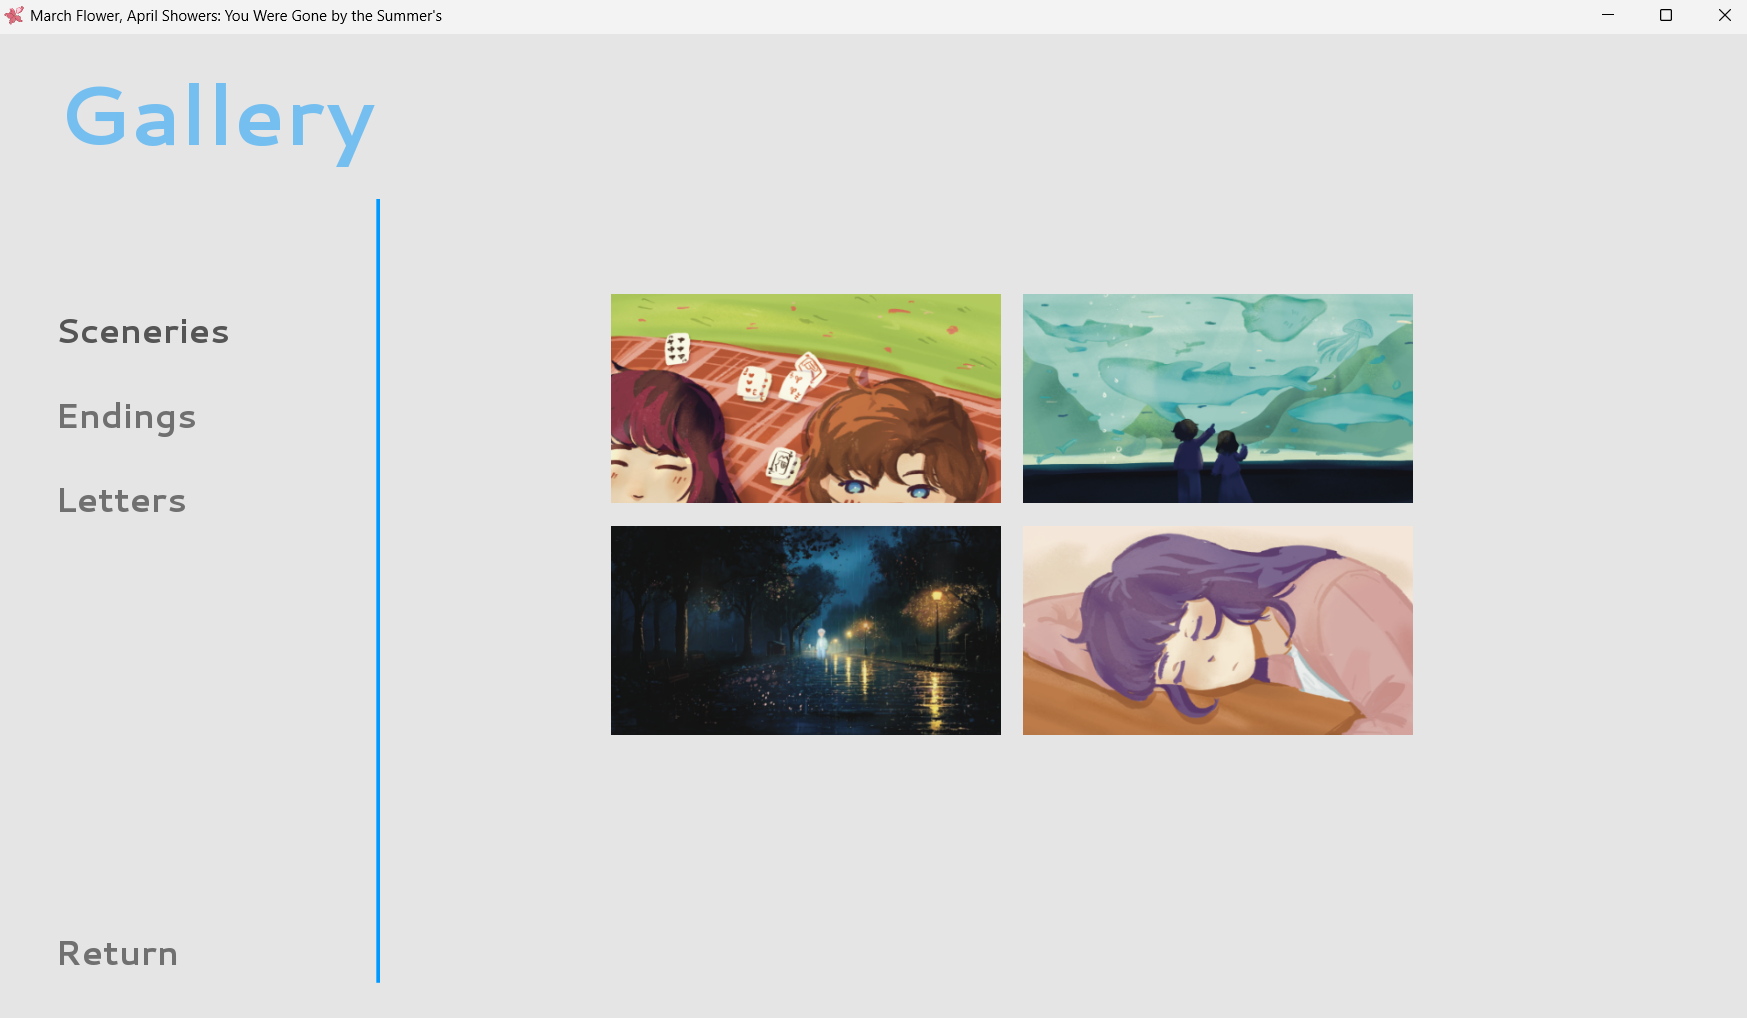 March Flower, April Showers: You Were Gone by the Summer's
Gallery
Sceneries
Endings
Letters
Return